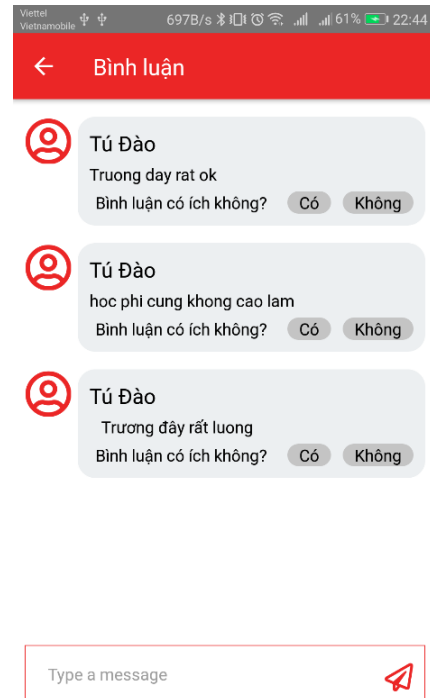 Viettel
Vietnamobile
697B/s
61%
22:44
Bình luận
Tú Đào
Truong day rat ok
Bình luận có ích không? Có Không
Tú Đào
hoc phi cung khong cao lam
Bình luận có ích không? Có Không
Tú Đào
Trương đây rất luong
Bình luận có ích không? Có Không
Type a message